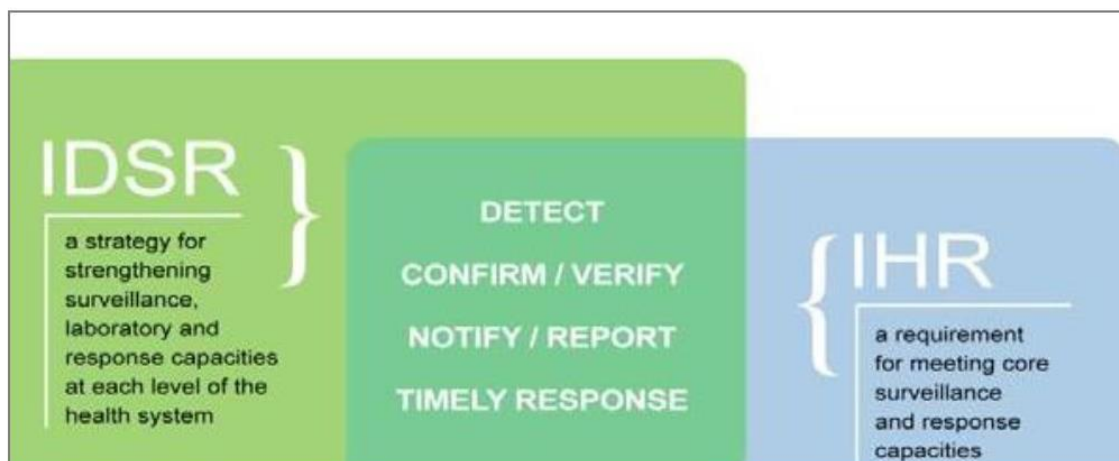 IDSR
a strategy for
strengthening
surveillance,
laboratory and
response capacities
at each level of the
health system
DETECT
CONFIRM / VERIFY
NOTIFY / REPORT
TIMELY RESPONSE
IHR
a requirement
for meeting core
surveillance
and response
capacities